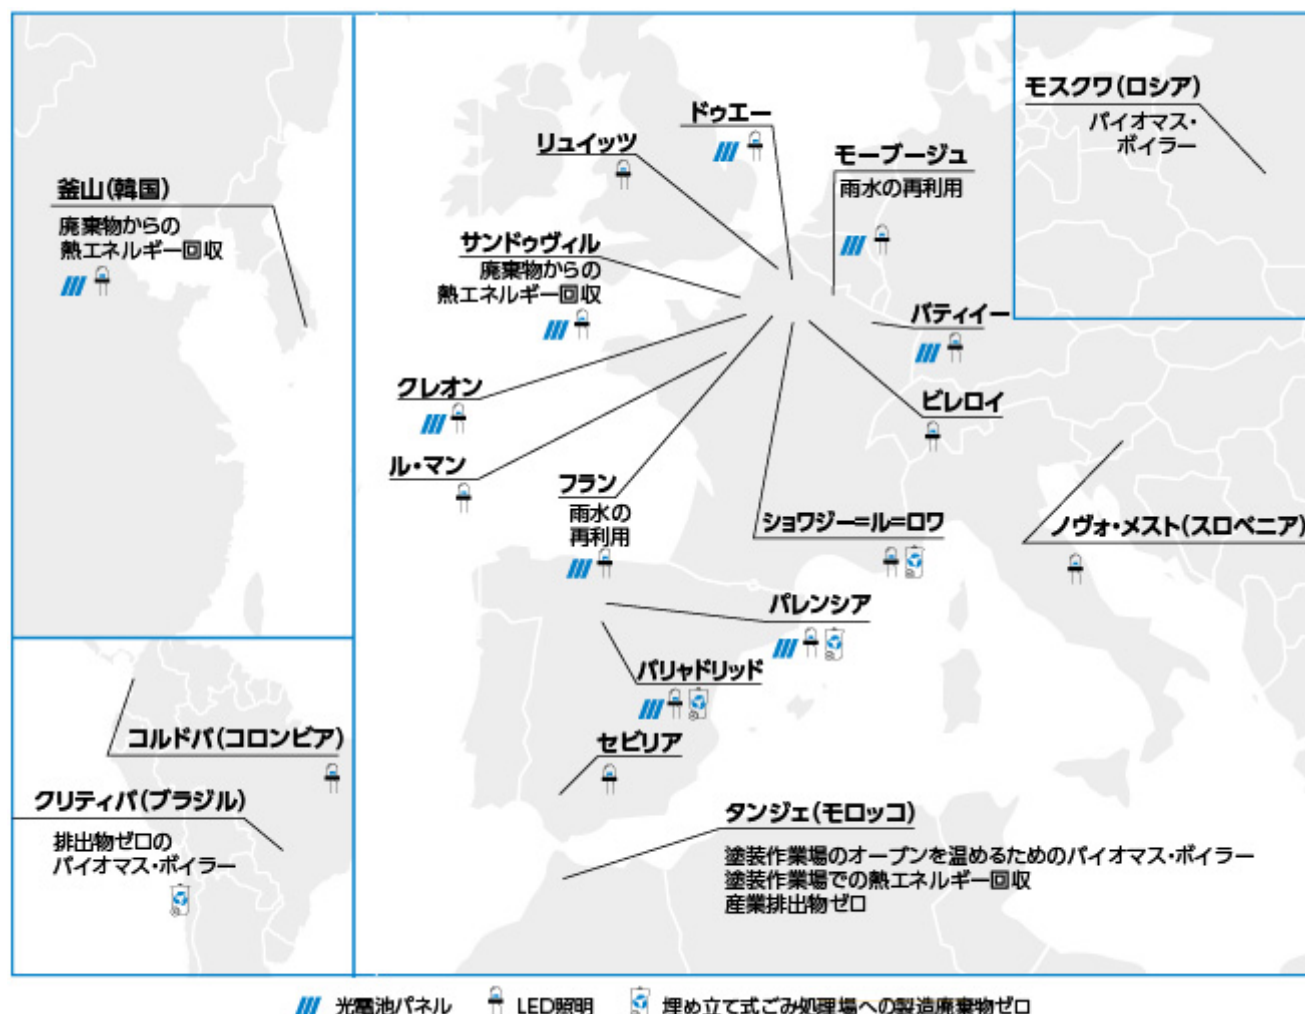 釜山(韓国)
廃棄物からの
熱エネルギー回収
ドゥエー
リュイッツ
モーブージュ
雨水の再利用
サンドゥヴィル
廃棄物からの
熱エネルギー回収
バティイー
クレオン
ビレロイ
ル・マン
フラン
雨水の
再利用
ショワジー=ル=ロワ
ノヴォ・メスト(スロベニア)
パレンシア
バリャドリッド
セビリア
タンジェ(モロッコ)
塗装作業場のオーブンを温めるためのバイオマス・ボイラー
塗装作業場での熱エネルギー回収
産業排出物ゼロ
モスクワ(ロシア)
バイオマス・
ボイラー
コルドバ(コロンビア)
クリティバ(ブラジル)
排出物ゼロの
バイオマス・ボイラー
光電池パネル LED照明 埋め立て式ごみ処理場への製造廃棄物ゼロ